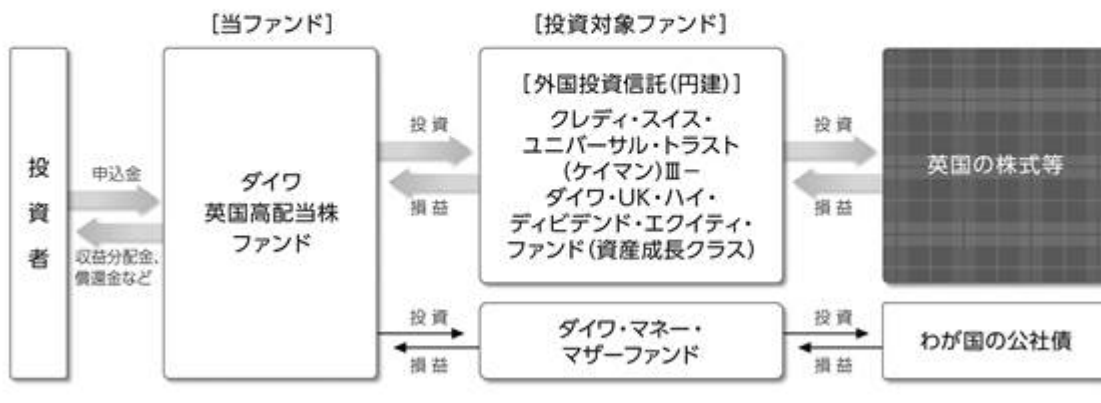 [当ファンド]
[投資対象ファンド]
投資者
申込金
収益分配金、
償還金など
ダイワ
英国高配当株
ファンド
投資
損益
[外国投資信託(円建)]
クレディ・スイス・
ユニバーサル・トラスト
(ケイマン)Ⅲ−
ダイワ・UK・ハイ・
ディビデンド・エクイティ・
ファンド(資産成長クラス)
投資
損益
英国の株式等
投資
損益
ダイワ・マネー・
マザーファンド
投資
損益
わが国の公社債